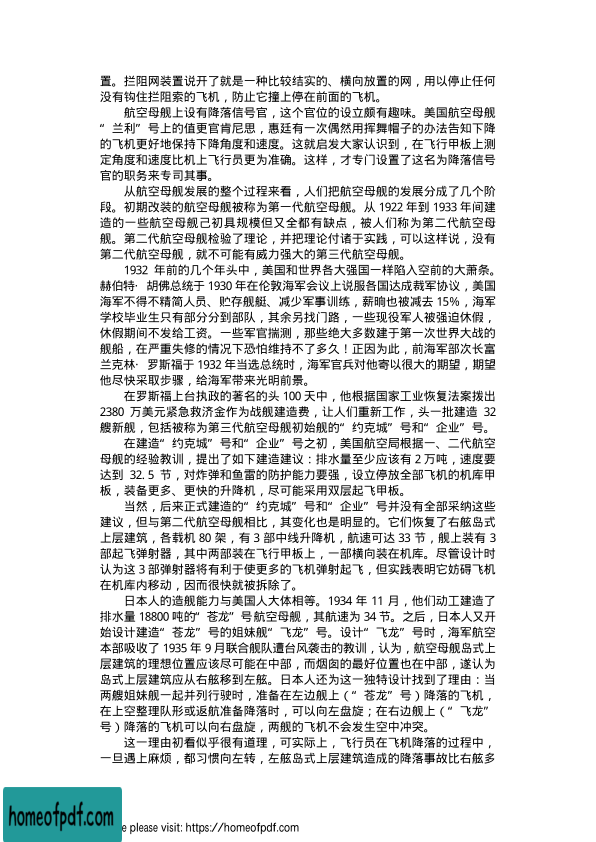 置。拦阻网装置说开了就是一种比较结实的、横向放置的网，用以停止任何
没有钩住拦阻索的飞机，防止它撞上停在前面的飞机。
航空母舰上设有降落信号官，这个官位的设立颇有趣味。美国航空母舰
“兰利”号上的值更官肯尼思，惠廷有一次偶然用挥舞帽子的办法告知下降
的飞机更好地保持下降角度和速度。这就启发大家认识到，在飞行甲板上测
定角度和速度比机上飞行员更为准确。这样，才专门设置了这名为降落信号
官的职务来专司其事。
从航空母舰发展的整个过程来看，人们把航空母舰的发展分成了几个阶
段。初期改装的航空母舰被称为第一代航空母舰。从 1922 年到 1933 年间建
造的一些航空母舰己初具规模但又全都有缺点，被人们称为第二代航空母
舰。第二代航空母舰检验了理论，并把理论付诸于实践，可以这样说，没有
第二代航空母舰，就不可能有威力强大的第三代航空母舰。
1932 年前的几个年头中，美国和世界各大强国一样陷入空前的大萧条。
赫伯特·胡佛总统于 1930 年在伦敦海军会议上说服各国达成裁军协议，美国
海军不得不精简人员、贮存舰艇、减少军事训练，薪晌也被减去 15％，海军
学校毕业生只有部分分到部队，其余另找门路，一些现役军人被强迫休假，
休假期间不发给工资。一些军官揣测，那些绝大多数建于第一次世界大战的
舰船，在严重失修的情况下恐怕维持不了多久！正因为此，前海军部次长富
兰克林·罗斯福于 1932 年当选总统时，海军官兵对他寄以很大的期望，期望
他尽快采取步骤，给海军带来光明前景。
在罗斯福上台执政的著名的头 100 天中，他根据国家工业恢复法案拨出
2380 万美元紧急救济金作为战舰建造费，让人们重新工作，头一批建造 32
艘新舰，包括被称为第三代航空母舰初始舰的“约克城”号和“企业”号。
在建造“约克城”号和“企业”号之初，美国航空局根据一、二代航空
母舰的经验教训，提出了如下建造建议：排水量至少应该有 2 万吨，速度要
达到 32.5 节，对炸弹和鱼雷的防护能力要强，设立停放全部飞机的机库甲
板，装备更多、更快的升降机，尽可能采用双层起飞甲板。
当然，后来正式建造的“约克城”号和“企业”号并没有全部采纳这些
建议，但与第二代航空母舰相比，其变化也是明显的。它们恢复了右舷岛式
上层建筑，各载机 80 架，有 3 部中线升降机，航速可达 33 节，舰上装有 3
部起飞弹射器，其中两部装在飞行甲板上，一部横向装在机库。尽管设计时
认为这 3 部弹射器将有利于使更多的飞机弹射起飞，但实践表明它妨碍飞机
在机库内移动，因而很快就被拆除了。
日本人的造舰能力与美国人大体相等。1934 年 11 月，他们动工建造了
排水量 18800 吨的“苍龙”号航空母舰，其航速为 34 节。之后，日本人又开
始设计建造“苍龙”号的姐妹舰“飞龙”号。设计“飞龙”号时，海军航空
本部吸收了 1935 年 9 月联合舰队遭台风袭击的教训，认为，航空母舰岛式上
层建筑的理想位置应该尽可能在中部，而烟囱的最好位置也在中部，遂认为
岛式上层建筑应从右舷移到左舷。日本人还为这一独特设计找到了理由：当
两艘姐妹舰一起并列行驶时，准备在左边舰上（“苍龙”号）降落的飞机，
在上空整理队形或返航准备降落时，可以向左盘旋；在右边舰上（“飞龙”
号）降落的飞机可以向右盘旋，两舰的飞机不会发生空中冲突。
这一理由初看似乎很有道理，可实际上，飞行员在飞机降落的过程中，
一旦遇上麻烦，都习惯向左转，左舷岛式上层建筑造成的降落事故比右舷多
homeofpdf.com
please visit: https://homeofpdf.com